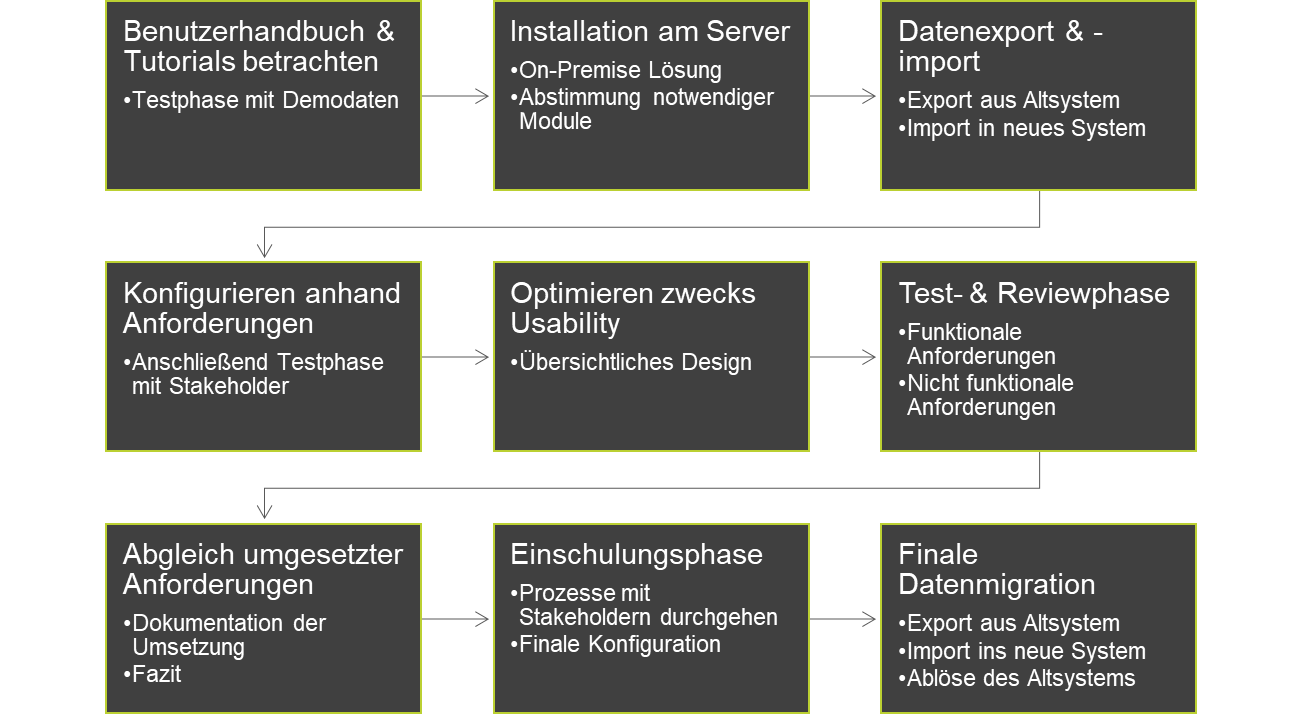 Benutzerhandbuch &
Tutorials betrachten
•Testphase mit Demodaten
Installation am Server
•On-Premise Lösung
•Abstimmung notwendiger
Module
Datenexport & -
import
•Export aus Altsystem
•Import in neues System
Konfigurieren anhand
Anforderungen
•Anschließend Testphase
mit Stakeholder
Optimieren zwecks
Usability
•Übersichtliches Design
Test- & Reviewphase
•Funktionale
Anforderungen
•Nicht funktionale
Anforderungen
Abgleich umgesetzter
Anforderungen
•Dokumentation der
Umsetzung
•Fazit
Einschulungsphase
•Prozesse mit
Stakeholdern durchgehen
•Finale Konfiguration
Finale
Datenmigration
•Export aus Altsystem
•Import ins neue System
•Ablöse des Altsystems